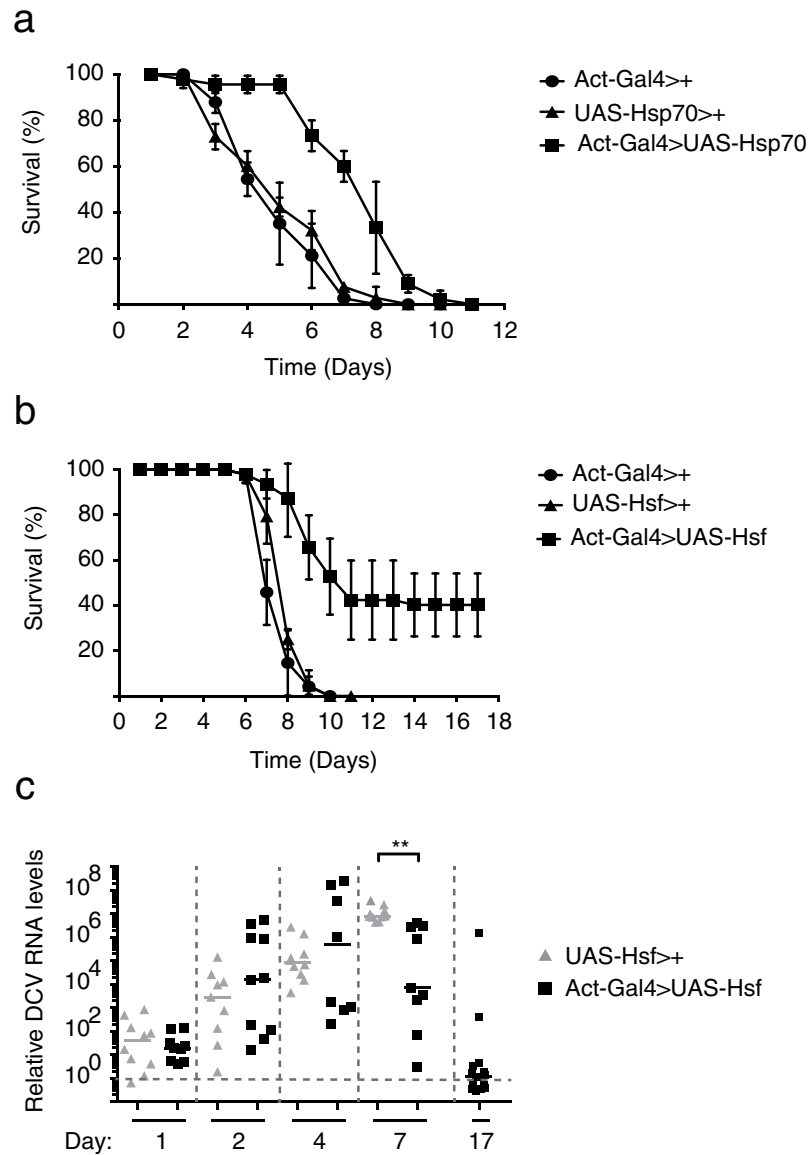 a
100
80
60
40
20
Survival (%)
0 2 4 6 8 10 12
Time (Days)
Act-Gal4>+
UAS-Hsp70>+
Act-Gal4>UAS-Hsp70
b
100
80
60
40
20
Survival (%)
0 2 4 6 8 10 12 14 16 18
Time (Days)
Act-Gal4>+
UAS-Hsf>+
Act-Gal4>UAS-Hsf
c
**
10^8
10^6
10^4
10^2
10^0
Relative DCV RNA levels
Day: 1 2 4 7 17
UAS-Hsf>+
Act-Gal4>UAS-Hsf